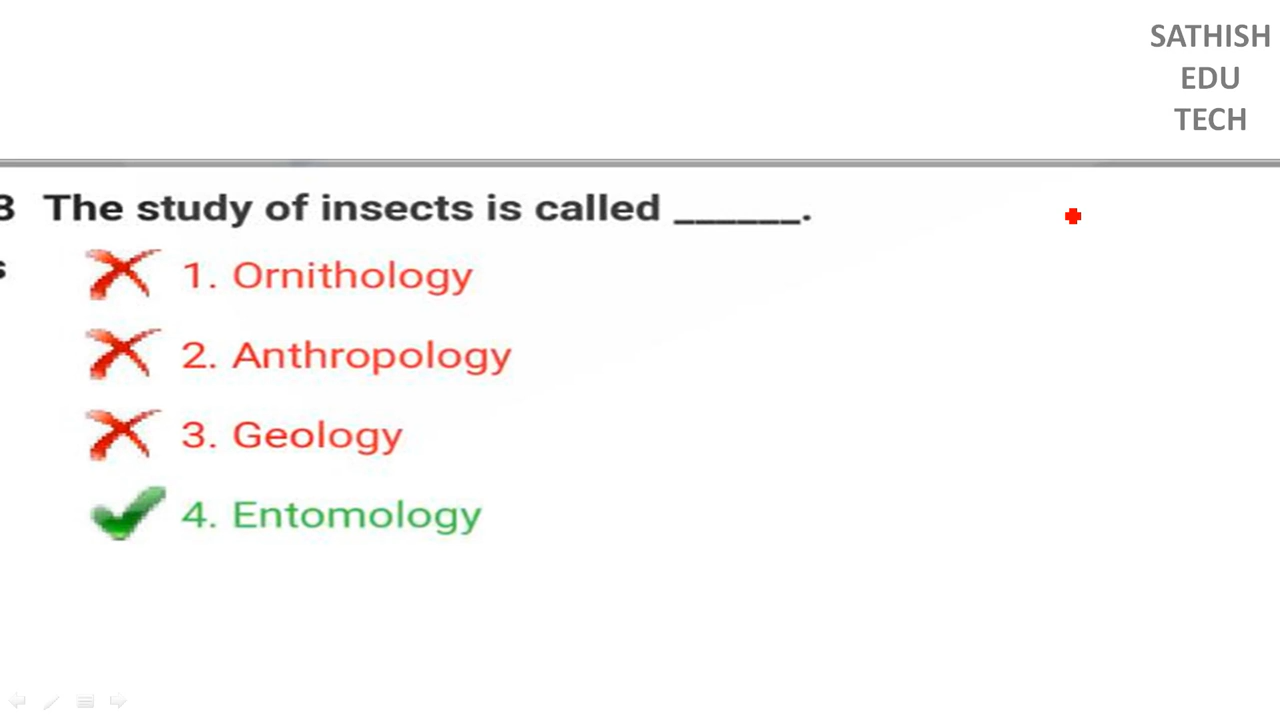 SATHISH
EDU
TECH
The study of insects is called ______.
1. Ornithology
2. Anthropology
3. Geology
4. Entomology